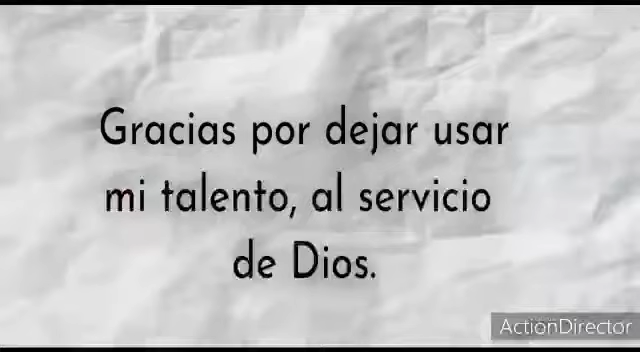 Gracias por dejar usar
mi talento, al servicio
de Dios.
ActionDirector